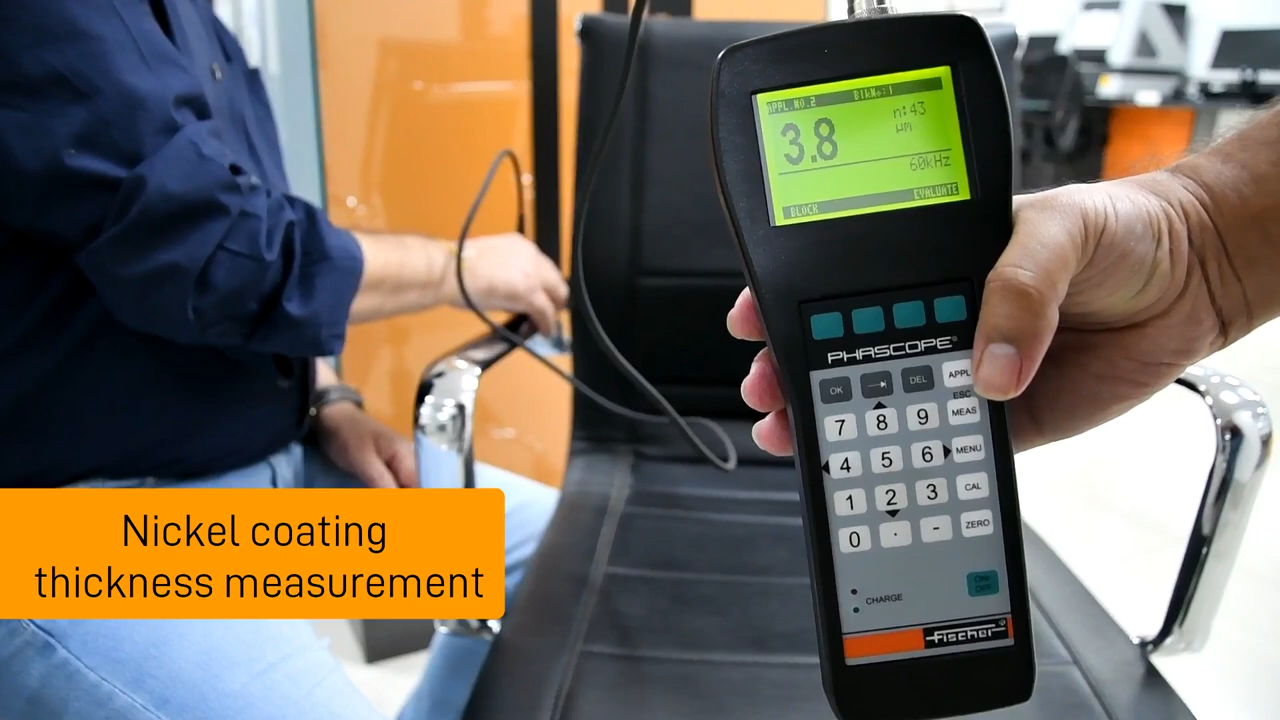 APPL.NO.2 BlkNo:1
3.8 n:43
µm
60kHz
BLOCK EVALUATE
PHASCOPE®
OK DEL APPL
ESC
7 8 9 MEAS
4 5 6 MENU
1 2 3 CAL
0 . - ZERO
ON/
OFF
CHARGE
fischer®
Nickel coating
thickness measurement